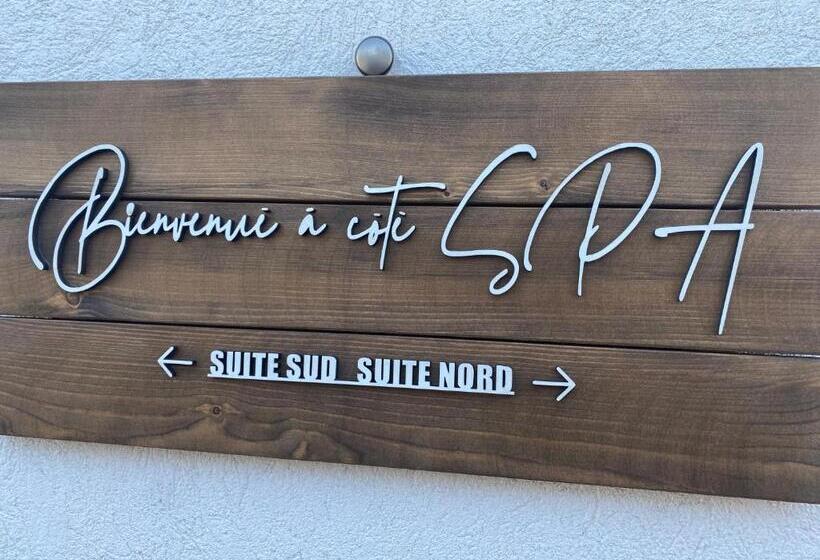 Bienvenue à côté SPA
← SUITE SUD SUITE NORD →